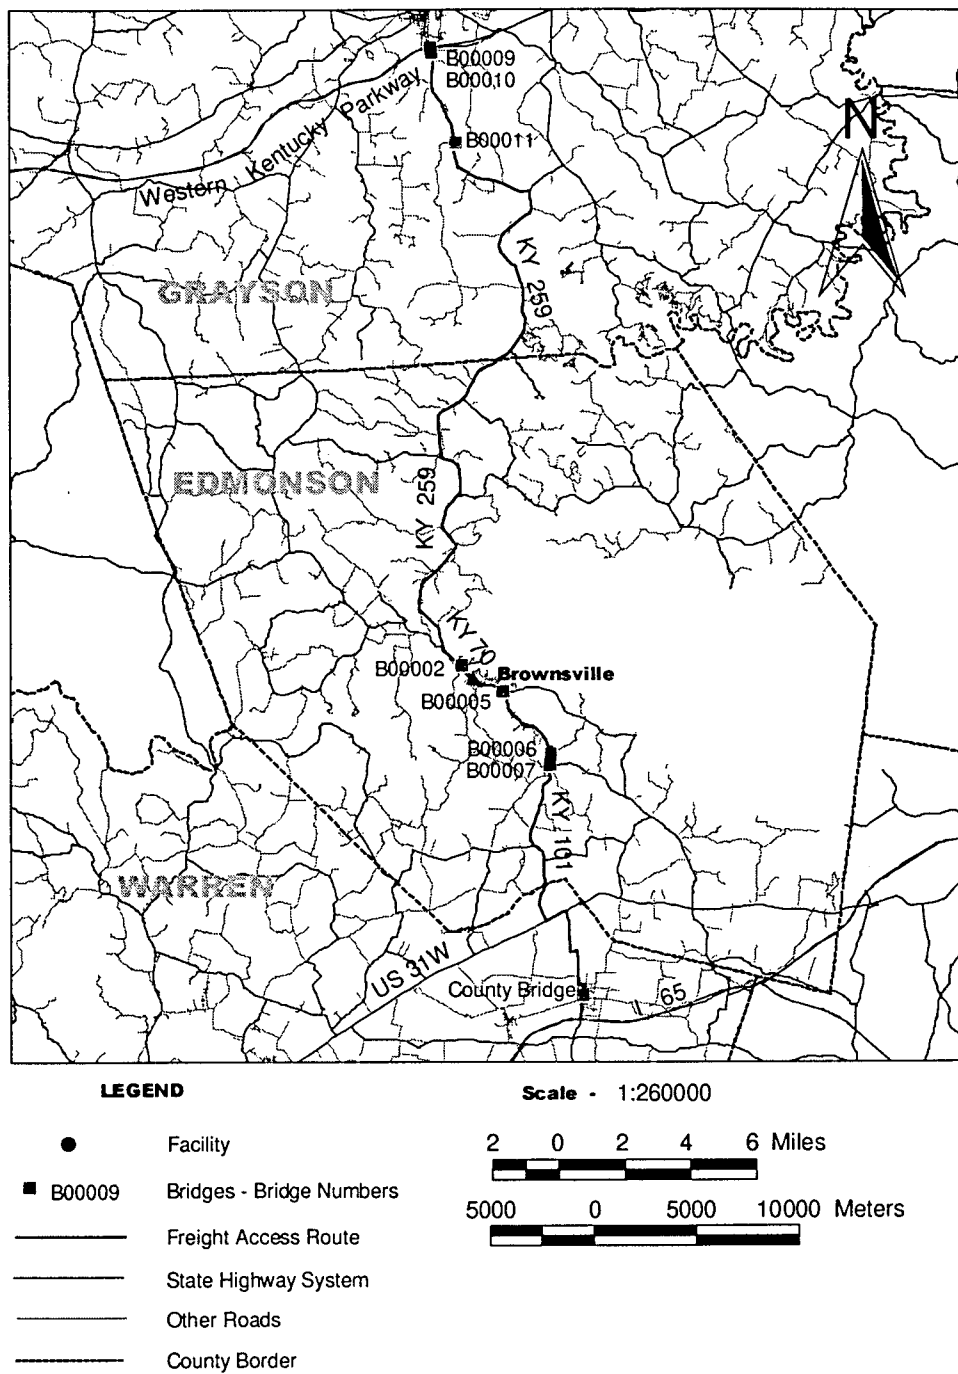 B00009
B00010
N
Western Kentucky Parkway
B00011
KY 259
GRAYSON
EDMONSON
KY 259
KY 70
B00002
Brownsville
B00005
B00006
B00007
KY 101
WARREN
US 31W
County Bridge
65
LEGEND
Scale - 1:260000
Facility
2 0 2 4 6 Miles
B00009 Bridges - Bridge Numbers
5000 0 5000 10000 Meters
Freight Access Route
State Highway System
Other Roads
County Border